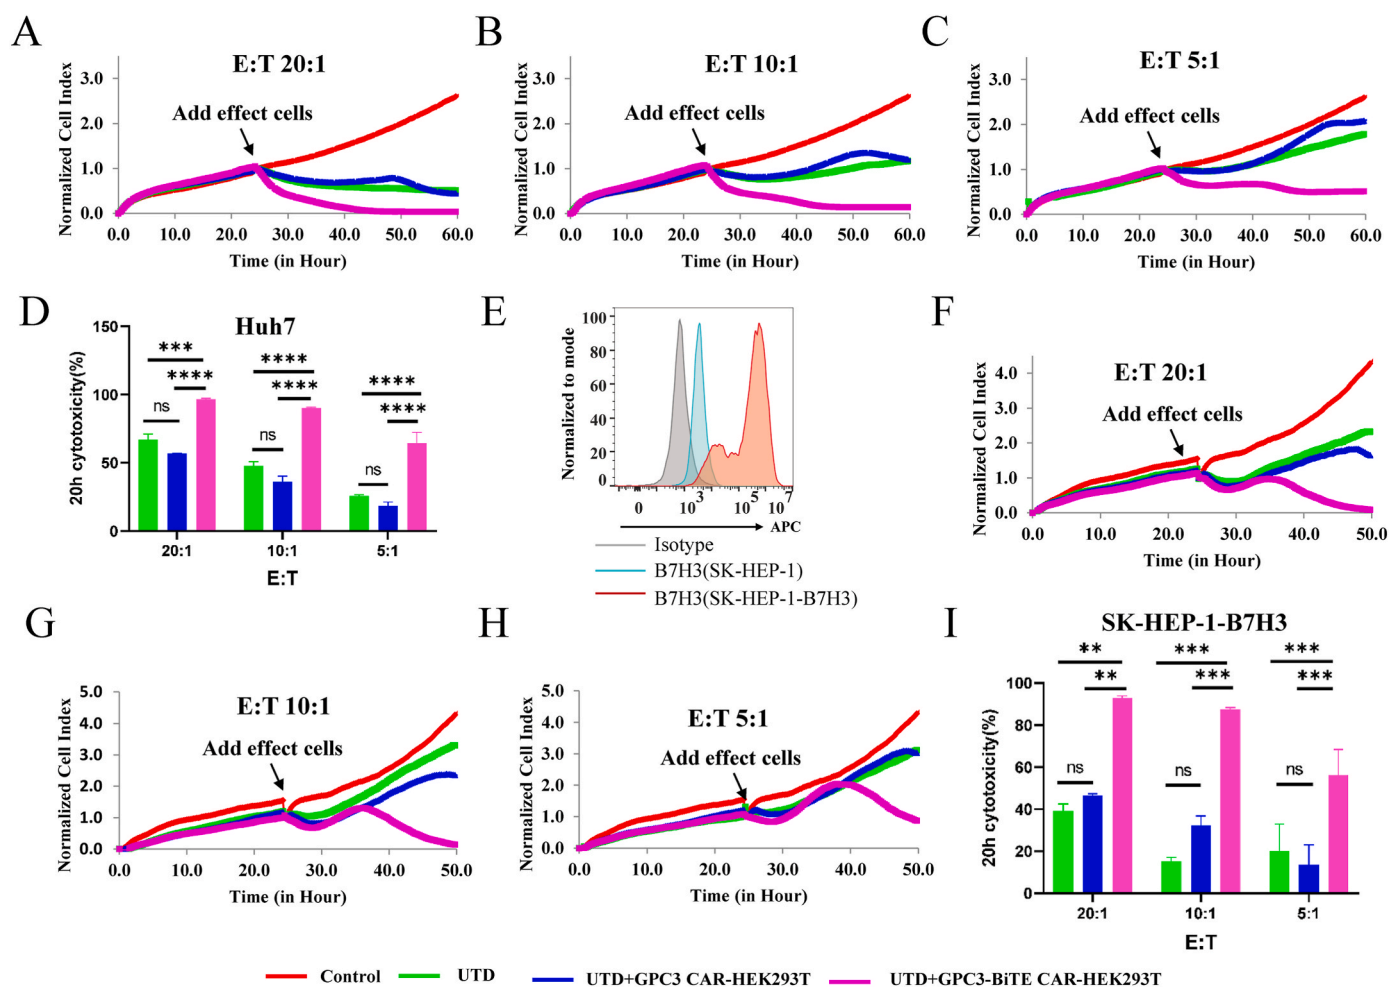 A
E:T 20:1
Add effect cells
Normalized Cell Index
3.0
2.0
1.0
0.0
0.0 10.0 20.0 30.0 40.0 50.0 60.0
Time (in Hour)
B
E:T 10:1
Add effect cells
Normalized Cell Index
3.0
2.0
1.0
0.0
0.0 10.0 20.0 30.0 40.0 50.0 60.0
Time (in Hour)
C
E:T 5:1
Add effect cells
Normalized Cell Index
3.0
2.0
1.0
0.0
0.0 10.0 20.0 30.0 40.0 50.0 60.0
Time (in Hour)
D
Huh7
20h cytotoxicity(%)
150
100
50
0
*** **** ns
**** **** ns
**** **** ns
20:1 10:1 5:1
E:T
E
Normalized to mode
100
80
60
40
20
0
0 10^3 10^5 10^7
APC
Isotype
B7H3(SK-HEP-1)
B7H3(SK-HEP-1-B7H3)
F
E:T 20:1
Add effect cells
Normalized Cell Index
4.0
3.0
2.0
1.0
0.0
0.0 10.0 20.0 30.0 40.0 50.0
Time (in Hour)
G
E:T 10:1
Add effect cells
Normalized Cell Index
5.0
4.0
3.0
2.0
1.0
0.0
0.0 10.0 20.0 30.0 40.0 50.0
Time (in Hour)
H
E:T 5:1
Add effect cells
Normalized Cell Index
5.0
4.0
3.0
2.0
1.0
0.0
0.0 10.0 20.0 30.0 40.0 50.0
Time (in Hour)
I
SK-HEP-1-B7H3
20h cytotoxicity(%)
100
80
60
40
20
0
** ** ns
*** *** ns
*** *** ns
20:1 10:1 5:1
E:T
Control UTD UTD+GPC3 CAR-HEK293T UTD+GPC3-BiTE CAR-HEK293T